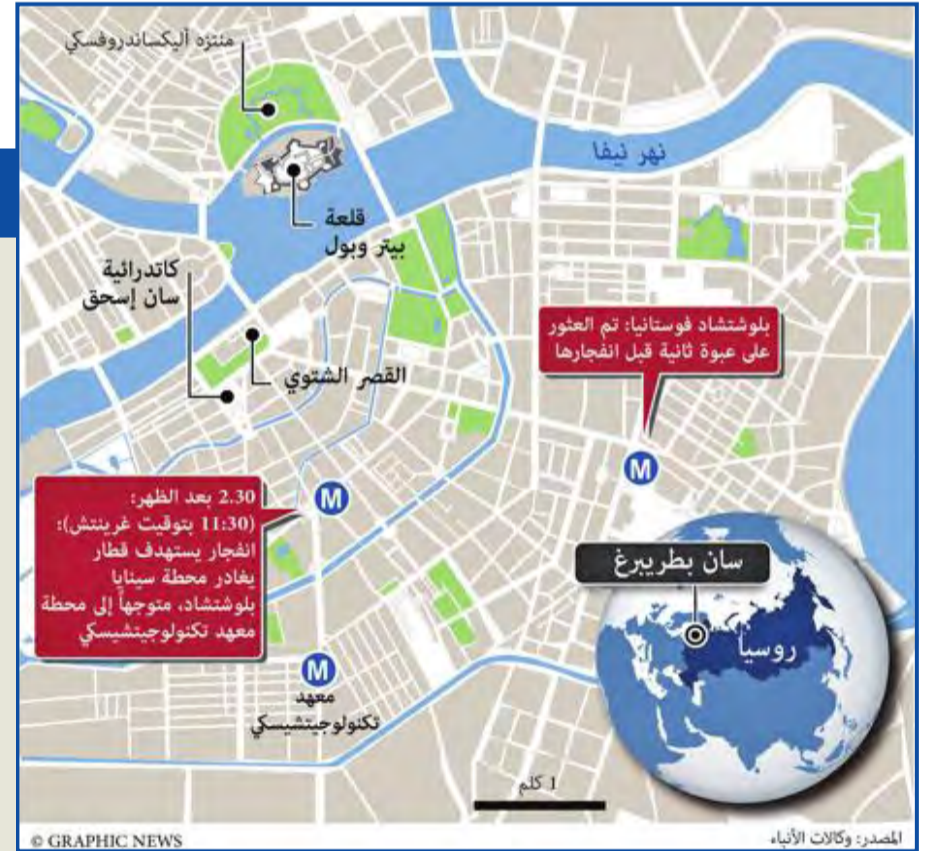 منتزه أليكساندروفسكي
نهر نيفا
قلعة
بيتر وبول
كاتدرائية
سان إسحق
القصر الشتوي
بلوشتشاد فوستانيا: تم العثور
على عبوة ثانية قبل انفجارها
M
M
2.30 بعد الظهر:
(11:30 بتوقيت غرينتش):
انفجار يستهدف قطار
يغادر محطة سينايا
بلوشتشاد، متوجهاً إلى محطة
معهد تكنولوجيتشيسكي
سان بطريبرغ
روسيا
M
معهد
تكنولوجيتشيسكي
1 كلم
المصدر: وكالات الأنباء
© GRAPHIC NEWS